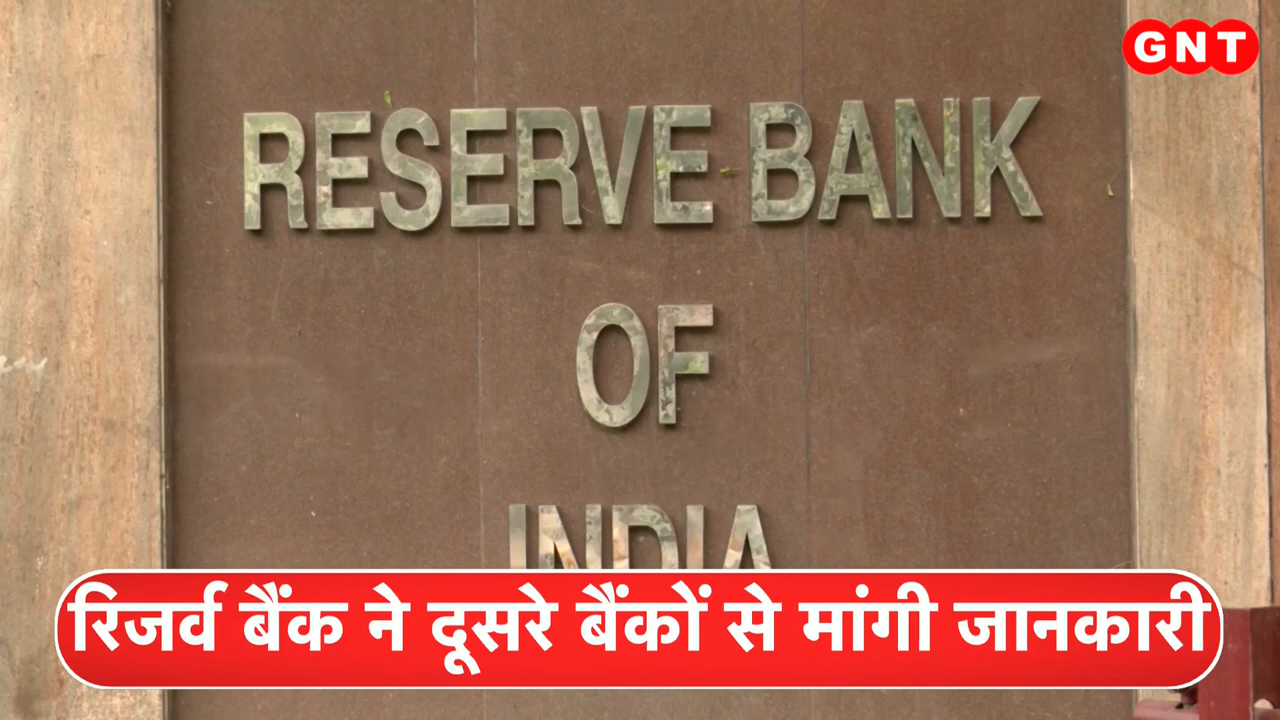 GNT
RESERVE BANK
OF
INDIA
रिजर्व बैंक ने दूसरे बैंकों से मांगी जानकारी